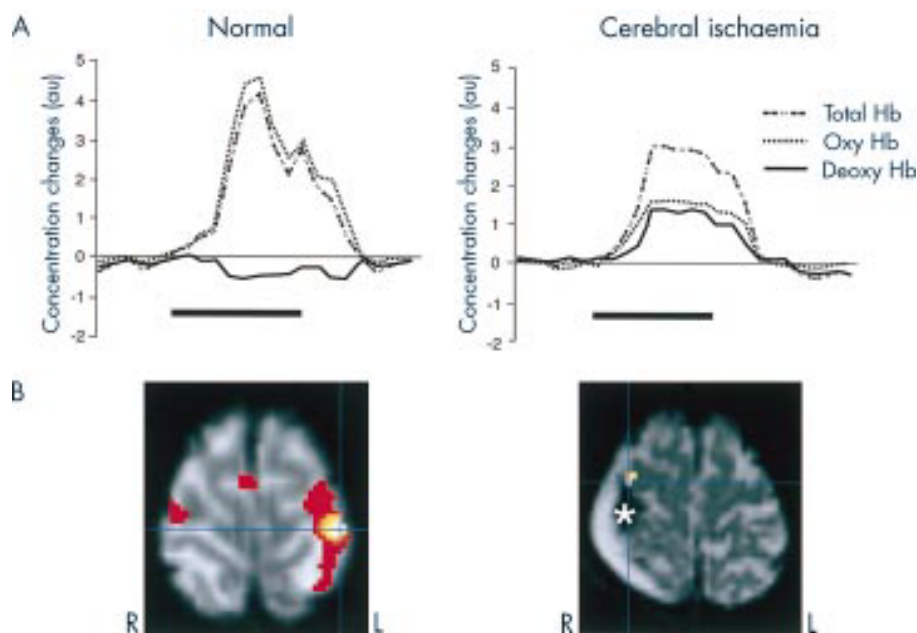 A
Normal
Cerebral ischaemia
Concentration changes (au)
5
4
3
2
1
0
-1
-2
Concentration changes (au)
5
4
3
2
1
0
-1
-2
Total Hb
Oxy Hb
Deoxy Hb
B
*
R
L
R
L